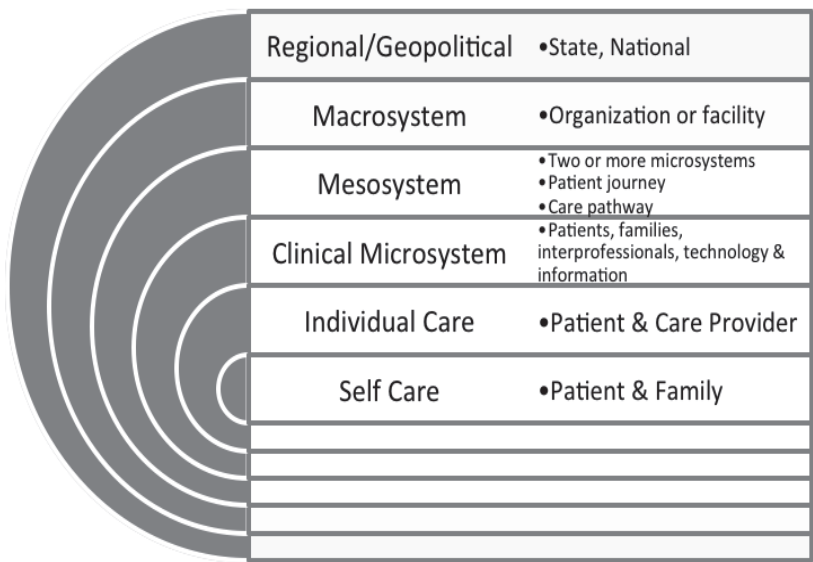 Regional/Geopolitical •State, National
Macrosystem •Organization or facility
Mesosystem
•Two or more microsystems
•Patient journey
•Care pathway
Clinical Microsystem
•Patients, families,
interprofessionals, technology &
information
Individual Care •Patient & Care Provider
Self Care •Patient & Family